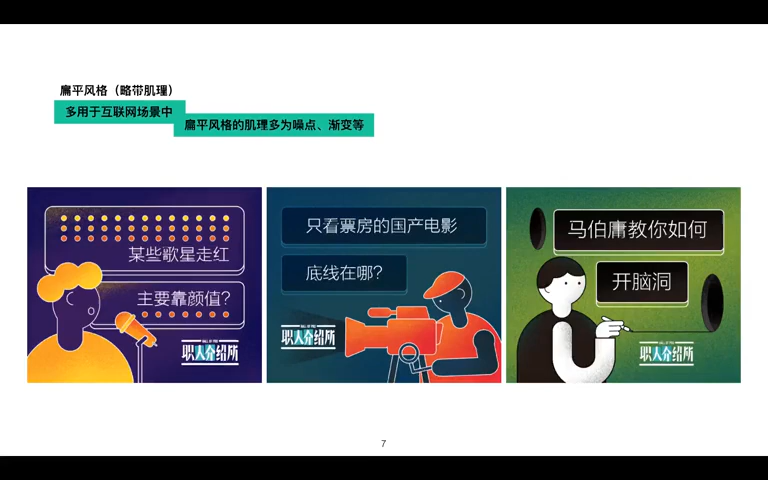 扁平风格（略带肌理）
多用于互联网场景中
扁平风格的肌理多为噪点、渐变等
某些歌星走红
主要靠颜值？
职人介绍所
只看票房的国产电影
底线在哪？
职人介绍所
马伯庸教你如何
开脑洞
职人介绍所
7